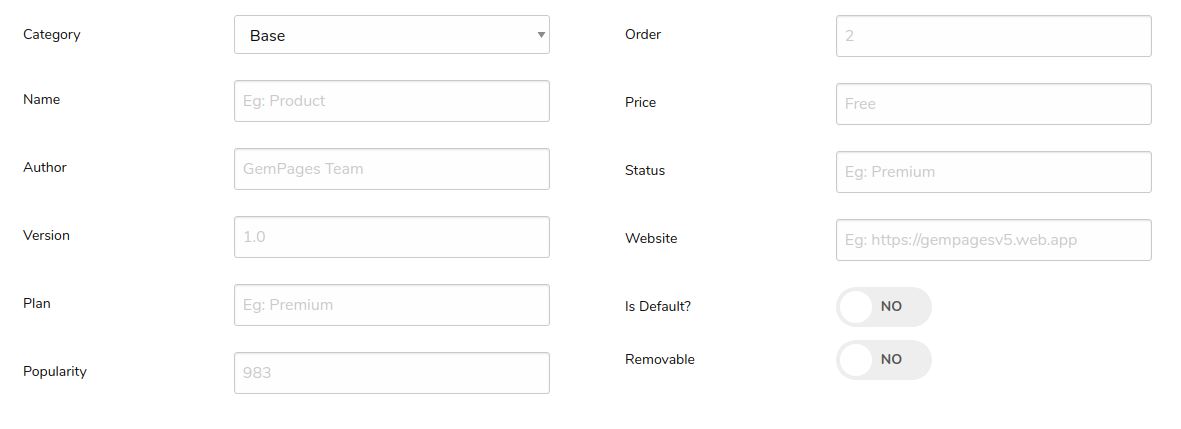 Category
Base
Order
2
Name
Eg: Product
Price
Free
Author
GemPages Team
Status
Eg: Premium
Version
1.0
Website
Eg: https://gempagesv5.web.app
Plan
Eg: Premium
Is Default?
NO
Popularity
983
Removable
NO